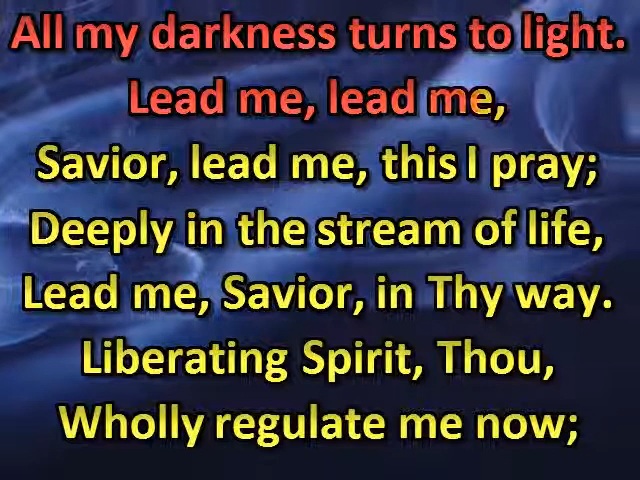 All my darkness turns to light.
Lead me, lead me,
Savior, lead me, this I pray;
Deeply in the stream of life,
Lead me, Savior, in Thy way.
Liberating Spirit, Thou,
Wholly regulate me now;